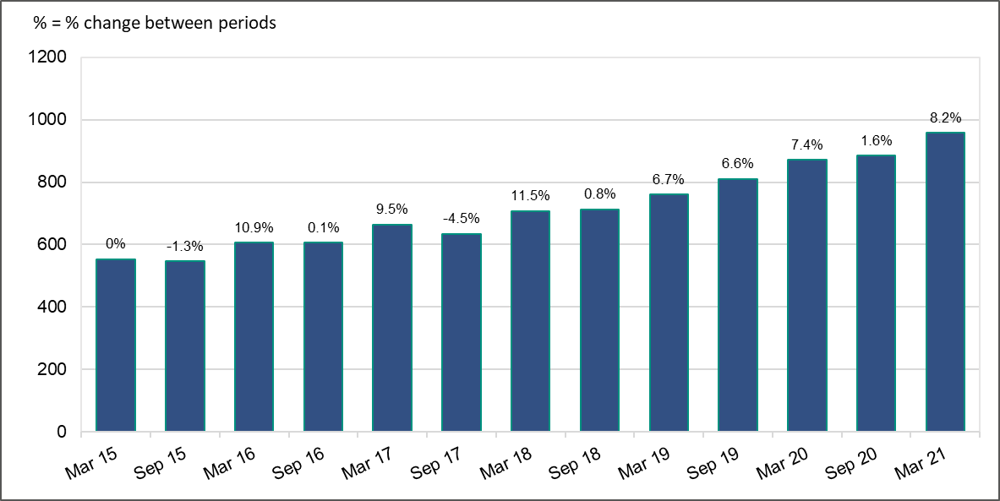 % = % change between periods
1200
1000
800
600
400
200
0
0%
-1.3%
10.9%
0.1%
9.5%
-4.5%
11.5%
0.8%
6.7%
6.6%
7.4%
1.6%
8.2%
Mar 15
Sep 15
Mar 16
Sep 16
Mar 17
Sep 17
Mar 18
Sep 18
Mar 19
Sep 19
Mar 20
Sep 20
Mar 21